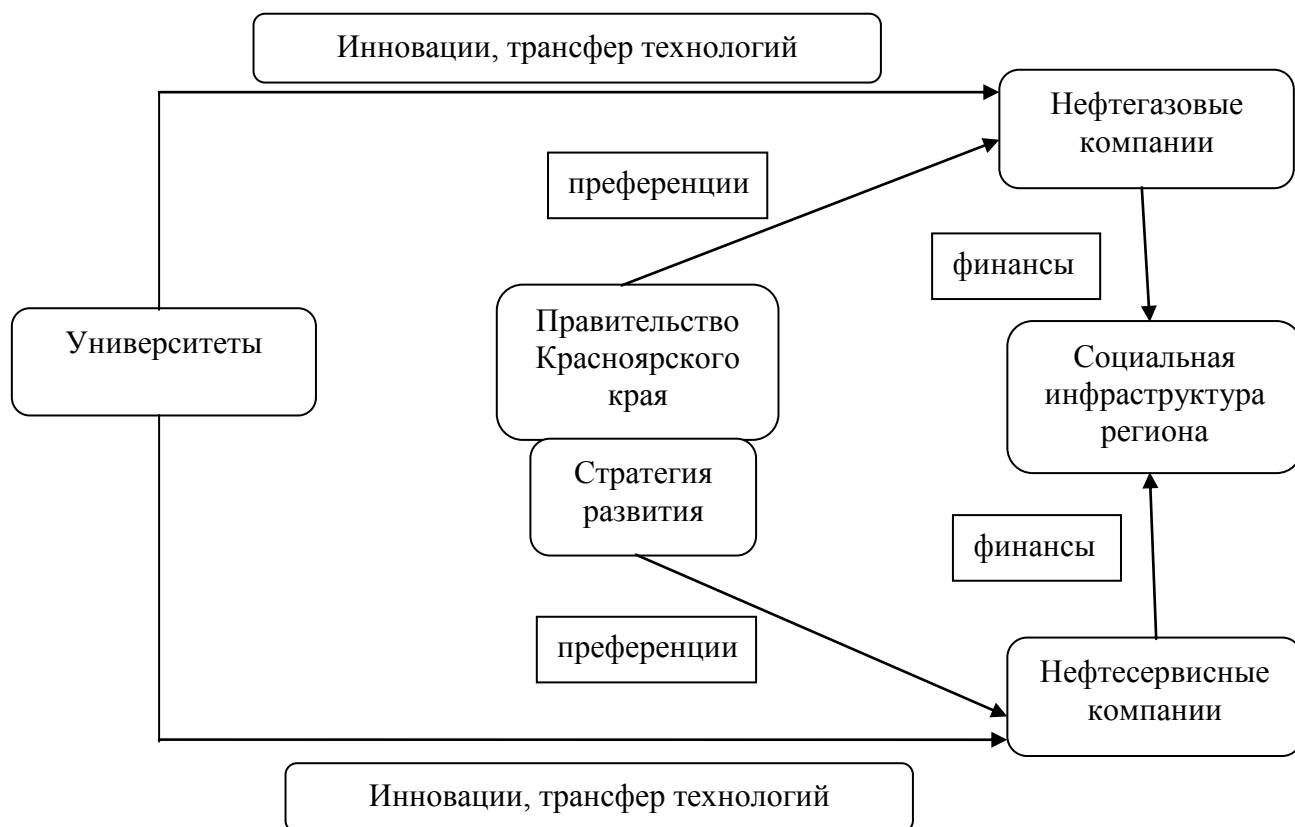 Инновации, трансфер технологий
Нефтегазовые
компании
преференции
финансы
Университеты
Правительство
Красноярского
края
Социальная
инфраструктура
региона
Стратегия
развития
финансы
преференции
Нефтесервисные
компании
Инновации, трансфер технологий